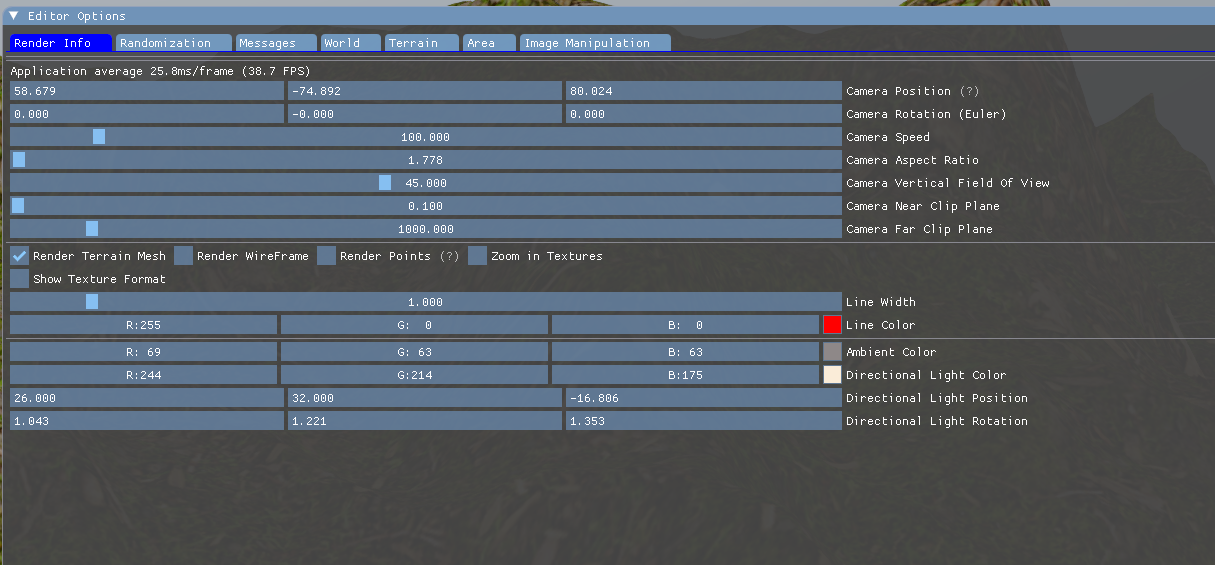 Editor Options
Render Info Randomization Messages World Terrain Area Image Manipulation
Application average 25.8ms/frame (38.7 FPS)
58.679 -74.892 80.024 Camera Position (?)
0.000 -0.000 0.000 Camera Rotation (Euler)
100.000 Camera Speed
1.778 Camera Aspect Ratio
45.000 Camera Vertical Field Of View
0.100 Camera Near Clip Plane
1000.000 Camera Far Clip Plane
Render Terrain Mesh Render WireFrame Render Points (?) Zoom in Textures
Show Texture Format
1.000 Line Width
R:255 G: 0 B: 0 Line Color
R: 69 G: 63 B: 63 Ambient Color
R:244 G:214 B:175 Directional Light Color
26.000 32.000 -16.806 Directional Light Position
1.043 1.221 1.353 Directional Light Rotation